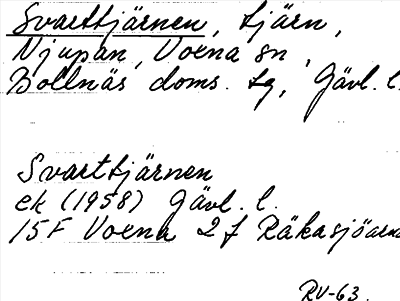 Svarttjärnen, tjärn,
Njupan, Voxna sn,
Bollnäs doms. tg, Gävl. l.
Svarttjärnen
ek (1958) Gävl. l.
15F Voxna 2f Räkasjöarna
RV-63.